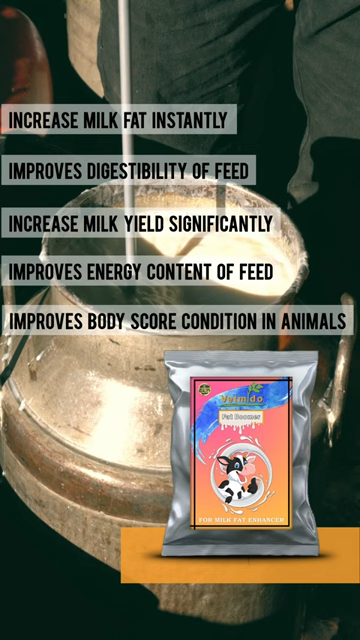 INCREASE MILK FAT INSTANTLY
IMPROVES DIGESTIBILITY OF FEED
INCREASE MILK YIELD SIGNIFICANTLY
IMPROVES ENERGY CONTENT OF FEED
IMPROVES BODY SCORE CONDITION IN ANIMALS
Vetmido
Fat Boomer
FOR MILK FAT ENHANCER